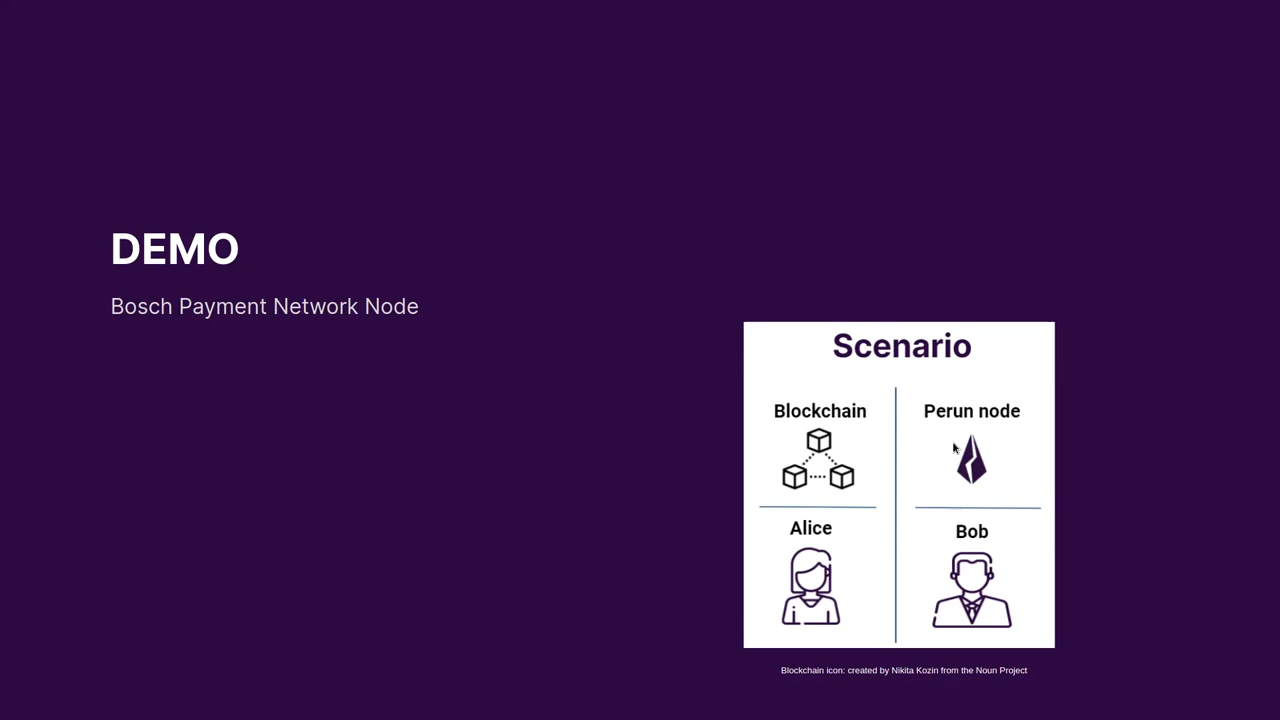 DEMO
Bosch Payment Network Node
Scenario
Blockchain
Perun node
Alice
Bob
Blockchain icon: created by Nikita Kozin from the Noun Project